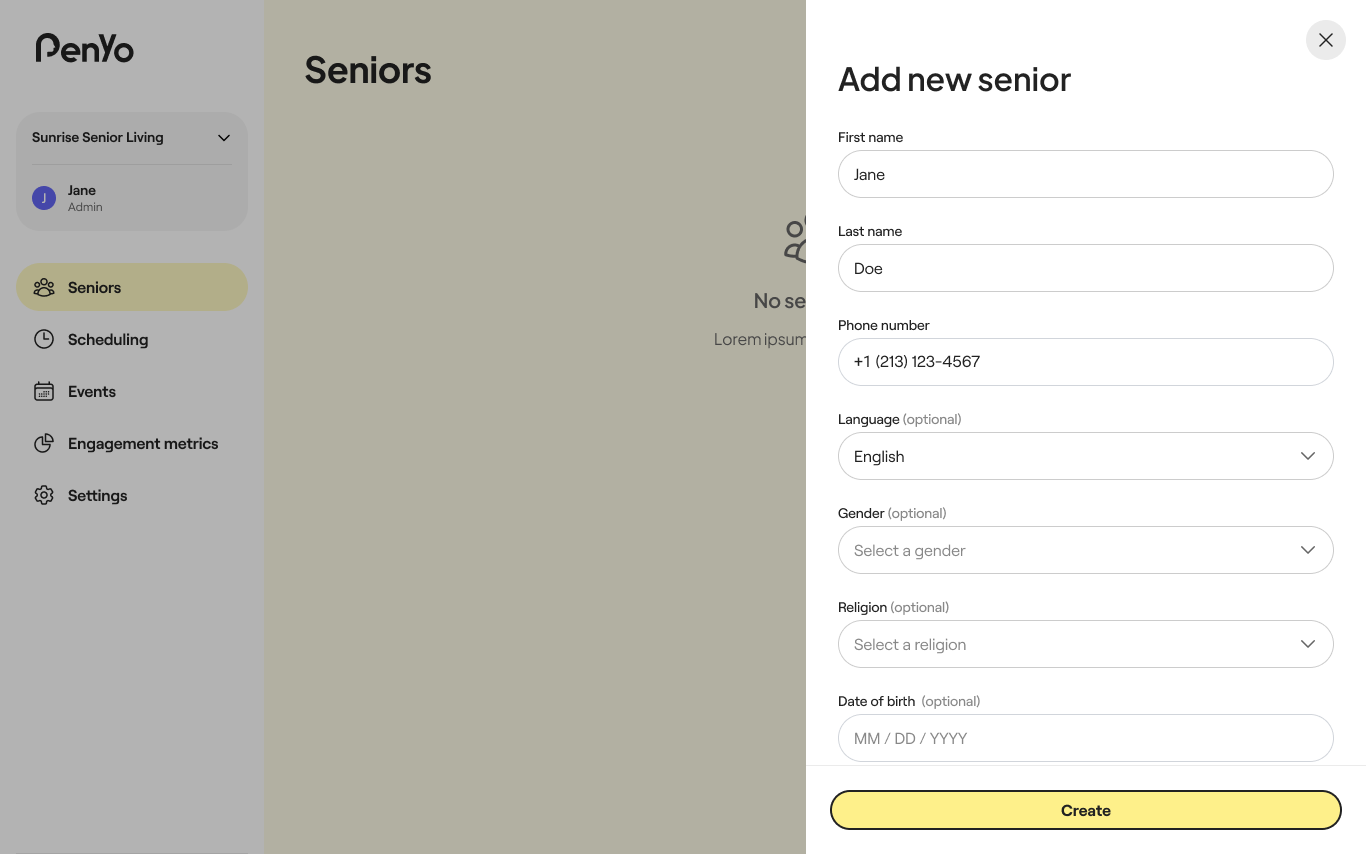 PenYo
Sunrise Senior Living
J
Jane
Admin
Seniors
Scheduling
Events
Engagement metrics
Settings
Seniors
No se
Lorem ipsum
Add new senior
First name
Jane
Last name
Doe
Phone number
+1 (213) 123-4567
Language (optional)
English
Gender (optional)
Select a gender
Religion (optional)
Select a religion
Date of birth (optional)
MM / DD / YYYY
Create